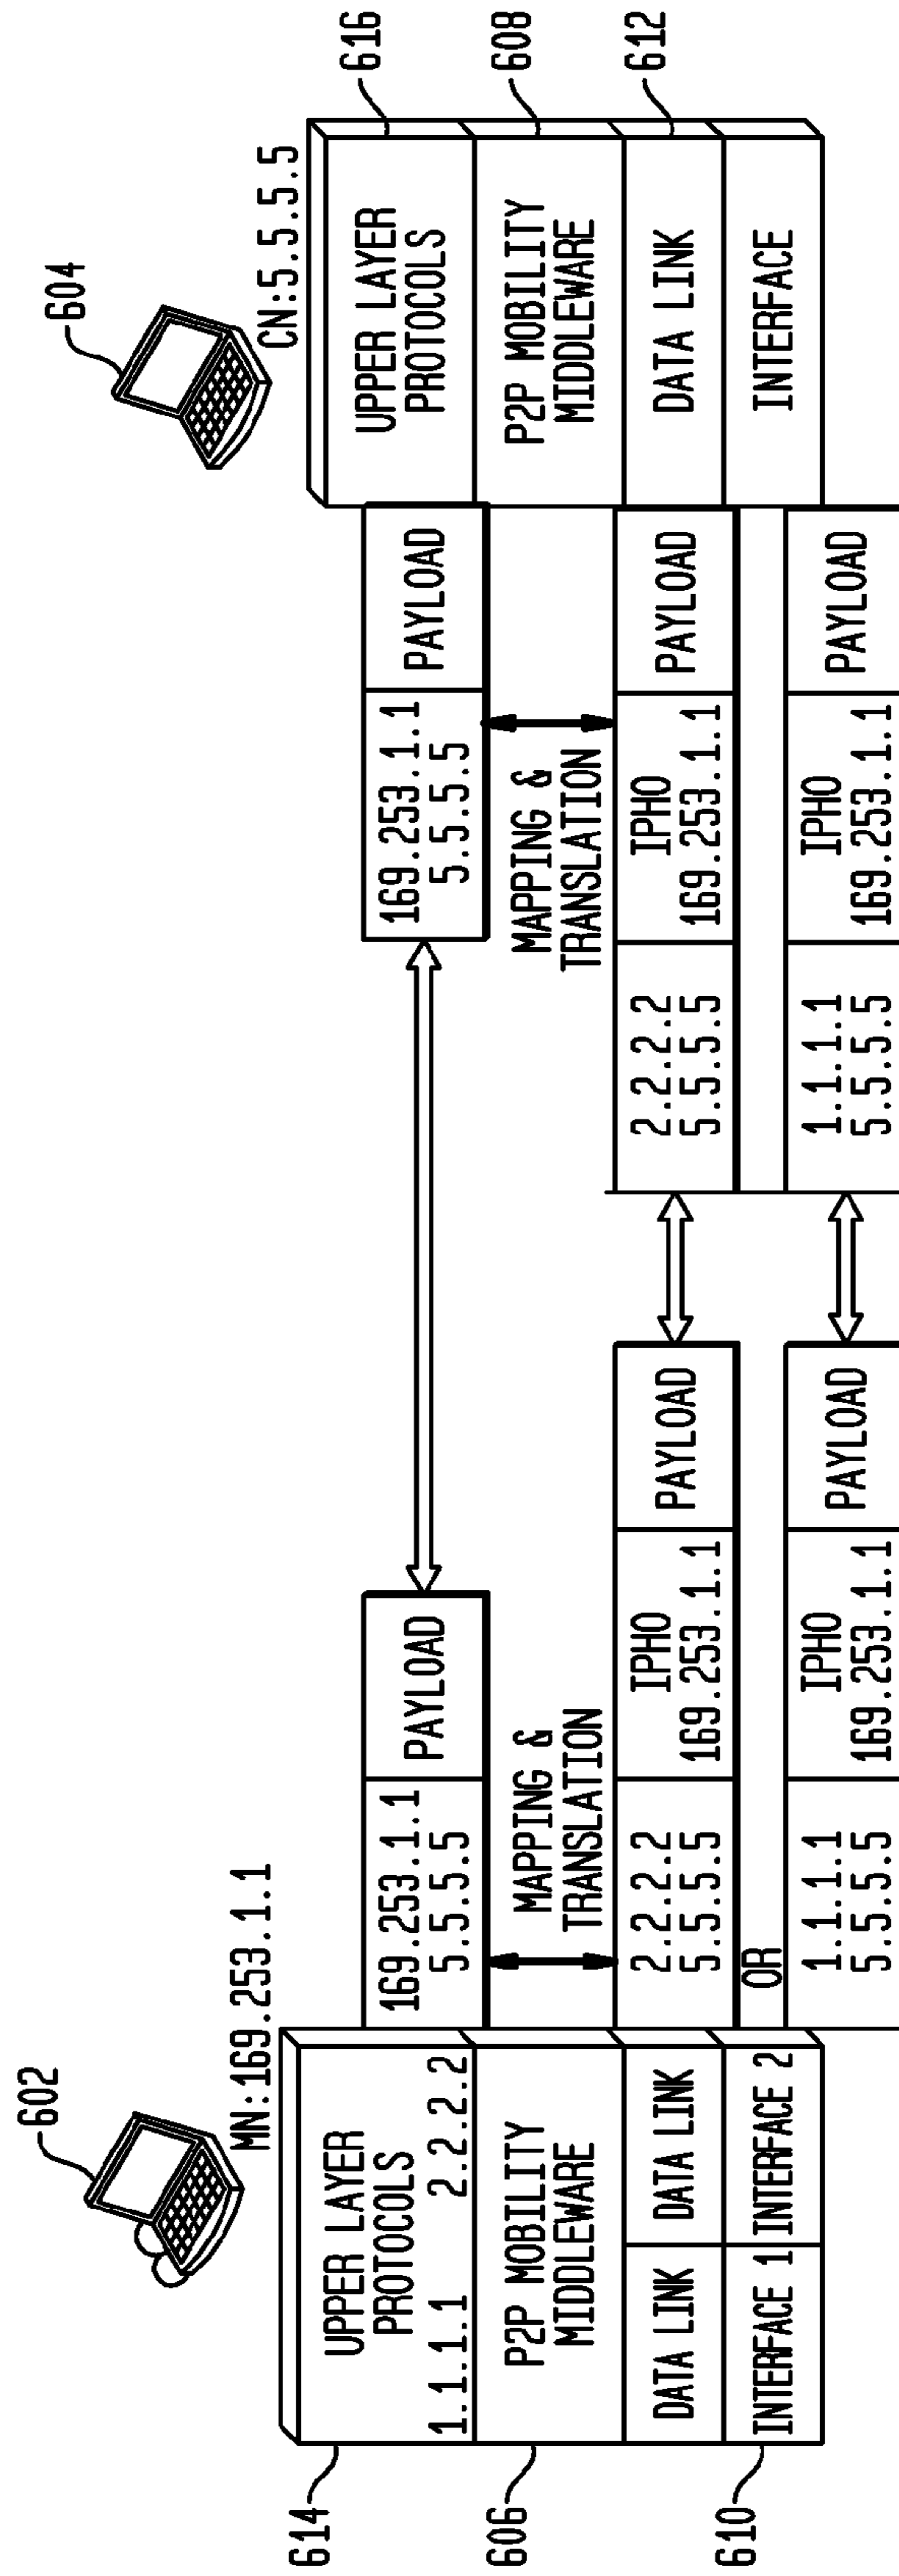 602
604
MN:169.253.1.1
CN:5.5.5.5
614
UPPER LAYER
PROTOCOLS
1.1.1.1 2.2.2.2
606
P2P MOBILITY
MIDDLEWARE
DATA LINK
DATA LINK
610
INTERFACE 1
INTERFACE 2
169.253.1.1
5.5.5.5
PAYLOAD
MAPPING &
TRANSLATION
2.2.2.2
5.5.5.5
IPHO
169.253.1.1
PAYLOAD
OR
1.1.1.1
5.5.5.5
IPHO
169.253.1.1
PAYLOAD
169.253.1.1
5.5.5.5
PAYLOAD
MAPPING &
TRANSLATION
2.2.2.2
5.5.5.5
IPHO
169.253.1.1
PAYLOAD
1.1.1.1
5.5.5.5
IPHO
169.253.1.1
PAYLOAD
UPPER LAYER
PROTOCOLS
616
P2P MOBILITY
MIDDLEWARE
608
DATA LINK
612
INTERFACE